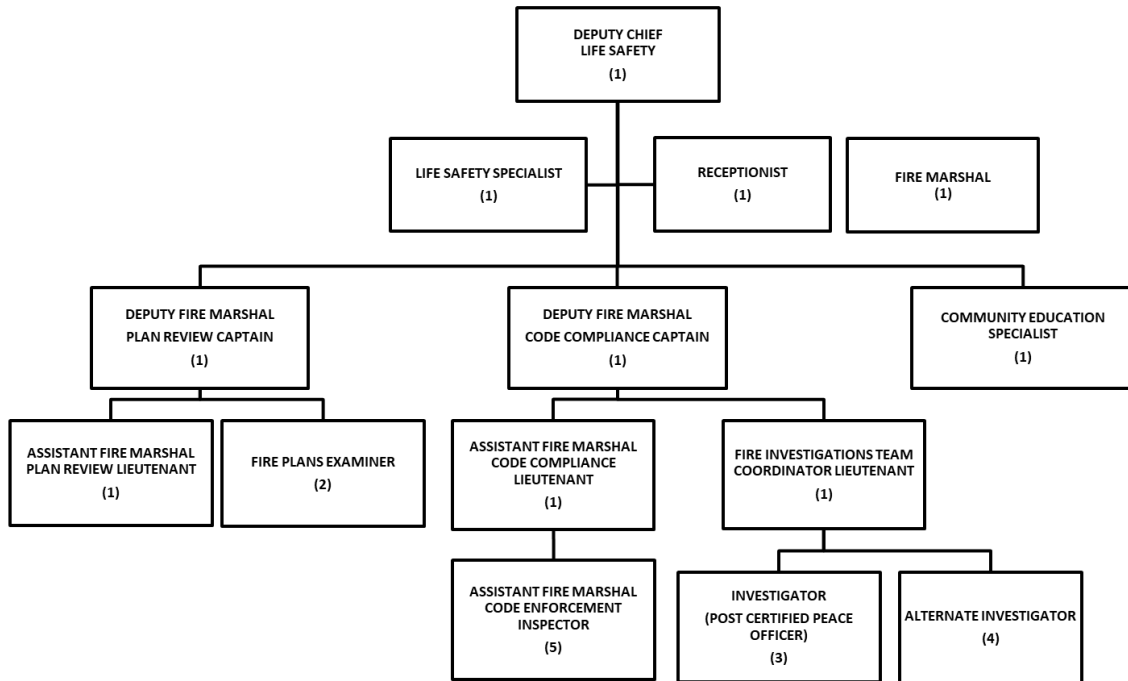 DEPUTY CHIEF
LIFE SAFETY
(1)
LIFE SAFETY SPECIALIST
(1)
RECEPTIONIST
(1)
FIRE MARSHAL
(1)
DEPUTY FIRE MARSHAL
PLAN REVIEW CAPTAIN
(1)
DEPUTY FIRE MARSHAL
CODE COMPLIANCE CAPTAIN
(1)
COMMUNITY EDUCATION
SPECIALIST
(1)
ASSISTANT FIRE MARSHAL
PLAN REVIEW LIEUTENANT
(1)
FIRE PLANS EXAMINER
(2)
ASSISTANT FIRE MARSHAL
CODE COMPLIANCE
LIEUTENANT
(1)
FIRE INVESTIGATIONS TEAM
COORDINATOR LIEUTENANT
(1)
ASSISTANT FIRE MARSHAL
CODE ENFORCEMENT
INSPECTOR
(5)
INVESTIGATOR
(POST CERTIFIED PEACE
OFFICER)
(3)
ALTERNATE INVESTIGATOR
(4)